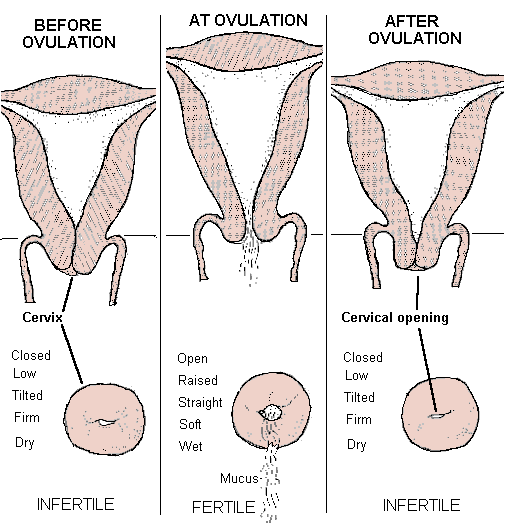 BEFORE
OVULATION
Cervix
Closed
Low
Tilted
Firm
Dry
INFERTILE
AT OVULATION
Open
Raised
Straight
Soft
Wet
Mucus
FERTILE
AFTER
OVULATION
Cervical opening
Closed
Low
Tilted
Firm
Dry
INFERTILE